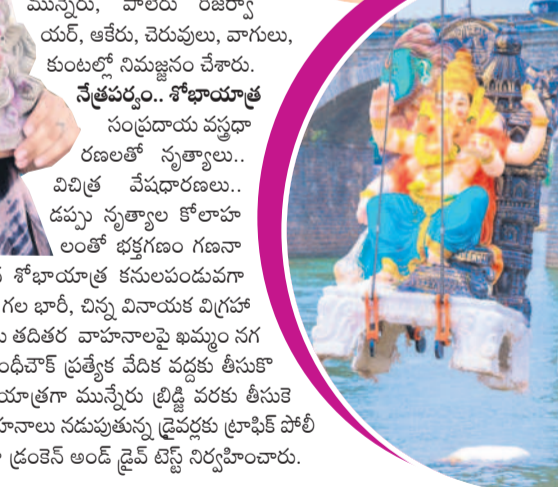 మున్నేరు, పాలేరు రిజర్వా
యర్, ఆకేరు, చెరువులు, వాగులు,
కుంటల్లో నిమజ్జనం చేశారు.
నేత్రపర్వం.. శోభాయాత్ర
సంప్రదాయ వస్త్రధా
రణలతో నృత్యాలు..
విచిత్ర వేషధారణలు..
డప్పు నృత్యాల కోలాహ
లంతో భక్తగణం గణనా
శోభాయాత్ర కనులపండువగా
గల భారీ, చిన్న వినాయక విగ్రహా
తదితర వాహనాలపై ఖమ్మం నగ
ప్రత్యేక వేదిక వద్దకు తీసుకొ
మున్నేరు బ్రిడ్జి వరకు తీసుకె
నడుపుతున్న డ్రైవర్లకు ట్రాఫిక్ పోలీ
డ్రంకెన్ అండ్ డ్రైవ్ టెస్ట్ నిర్వహించారు.